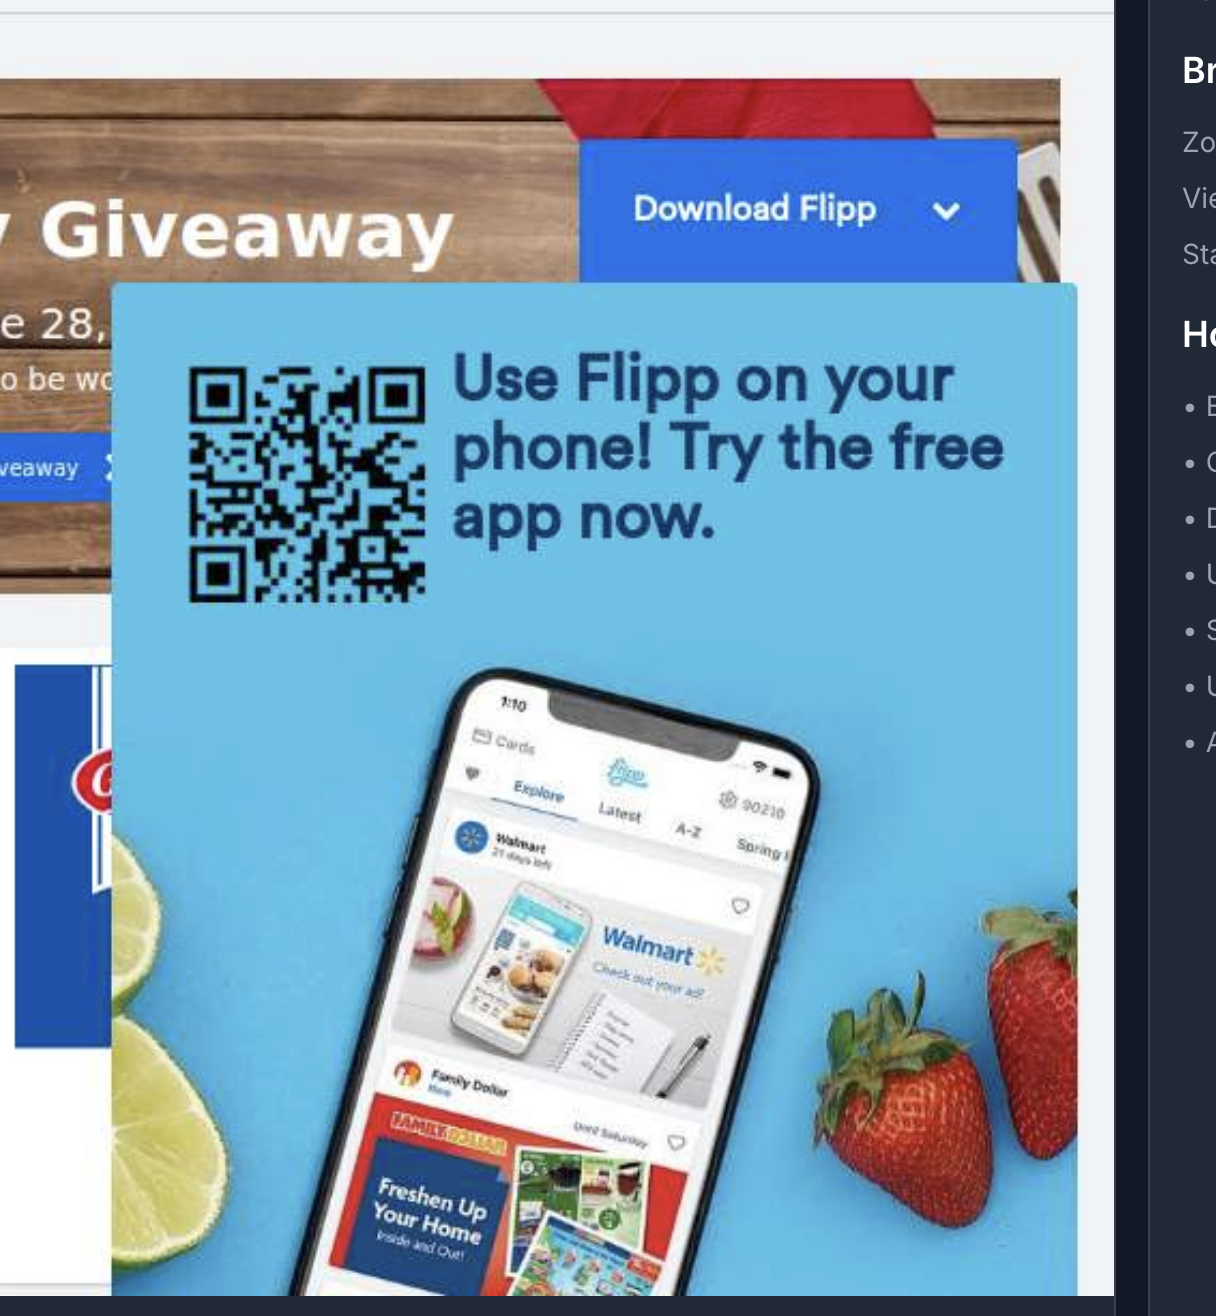 y Giveaway
e 28,
o be wo
veaway
Download Flipp
Use Flipp on your
phone! Try the free
app now.
1:10
Cards
flipp
90210
Explore
Latest
A-Z
Spring
Walmart
21 days left
Walmart
Check out your ad!
Family Dollar
New
Until Saturday
FAMILY DOLLAR
Freshen Up
Your Home
Inside and Out!
Br
Zo
Vie
Sta
Ho